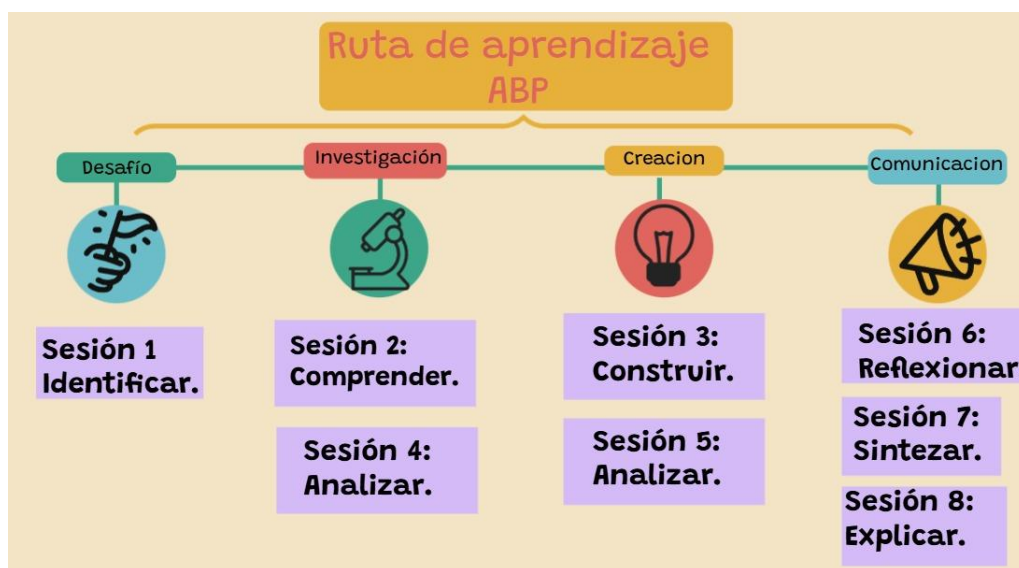 Ruta de aprendizaje
ABP
Desafío
Investigación
Creacion
Comunicacion
Sesión 1
Identificar.
Sesión 2:
Comprender.
Sesión 4:
Analizar.
Sesión 3:
Construir.
Sesión 5:
Analizar.
Sesión 6:
Reflexionar
Sesión 7:
Sintezar.
Sesión 8:
Explicar.